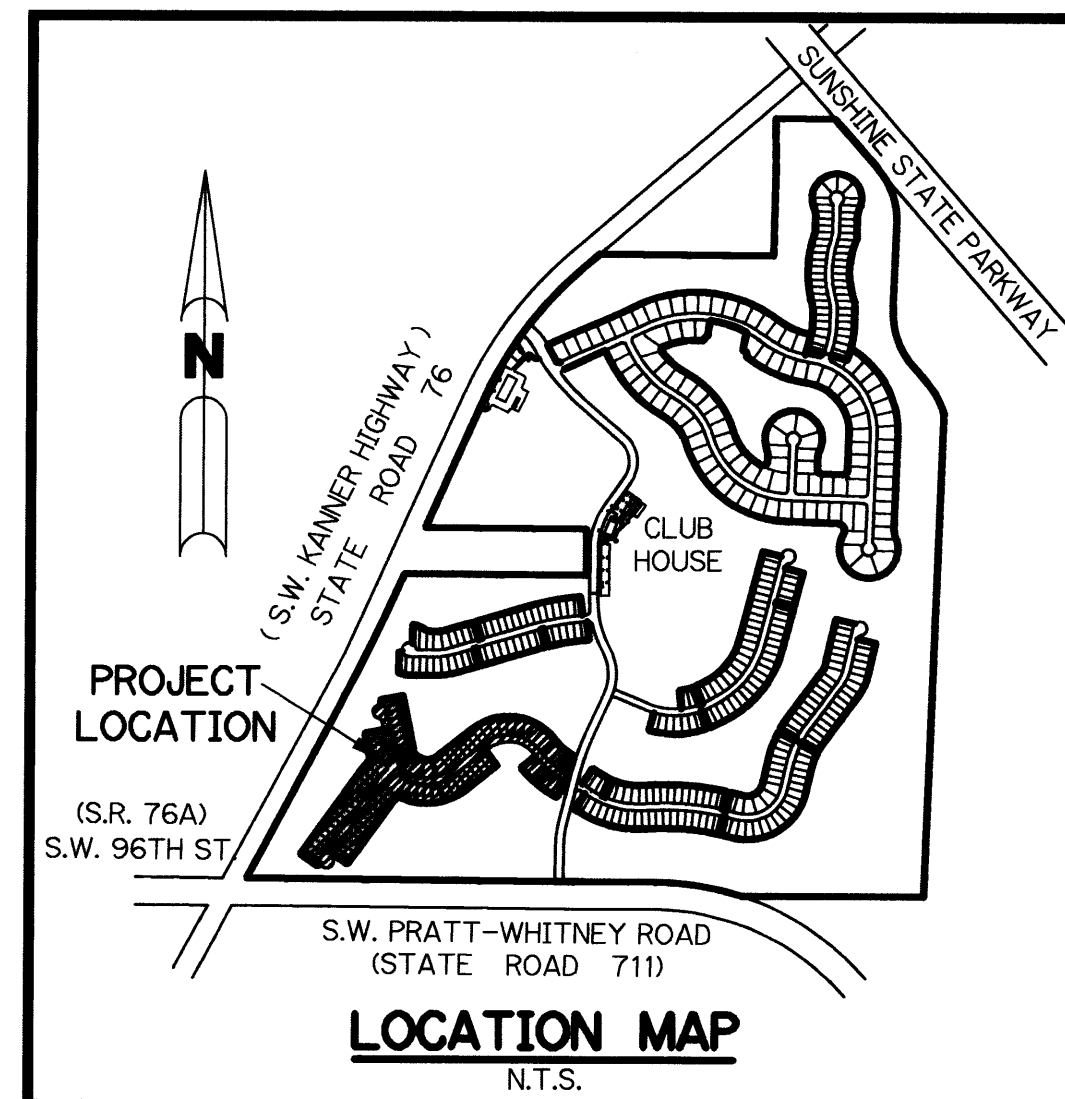 SUNSHINE STATE PARKWAY
N
( S.W. KANNER HIGHWAY )
STATE ROAD 76
CLUB
HOUSE
PROJECT
LOCATION
(S.R. 76A)
S.W. 96TH ST.
S.W. PRATT-WHITNEY ROAD
(STATE ROAD 711)
LOCATION MAP
N.T.S.